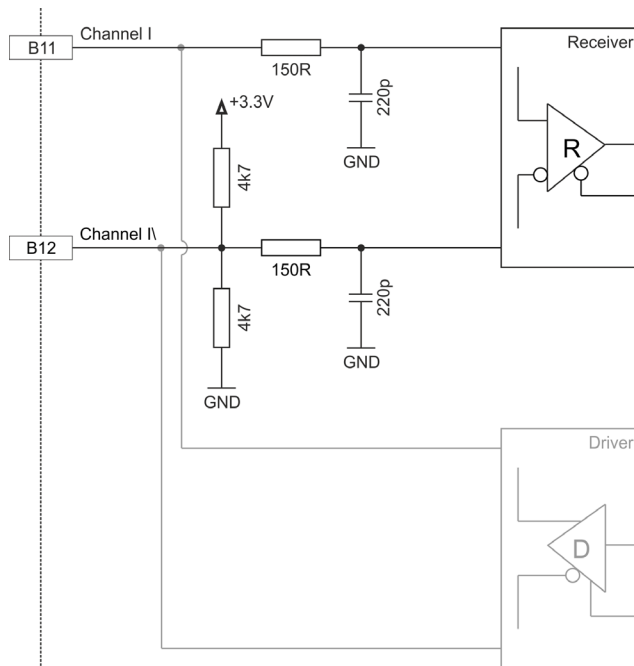 Channel I
B11
Receiver
150R
220p
+3.3V
GND
R
4k7
Channel I\
B12
150R
220p
4k7
GND
GND
Driver
D